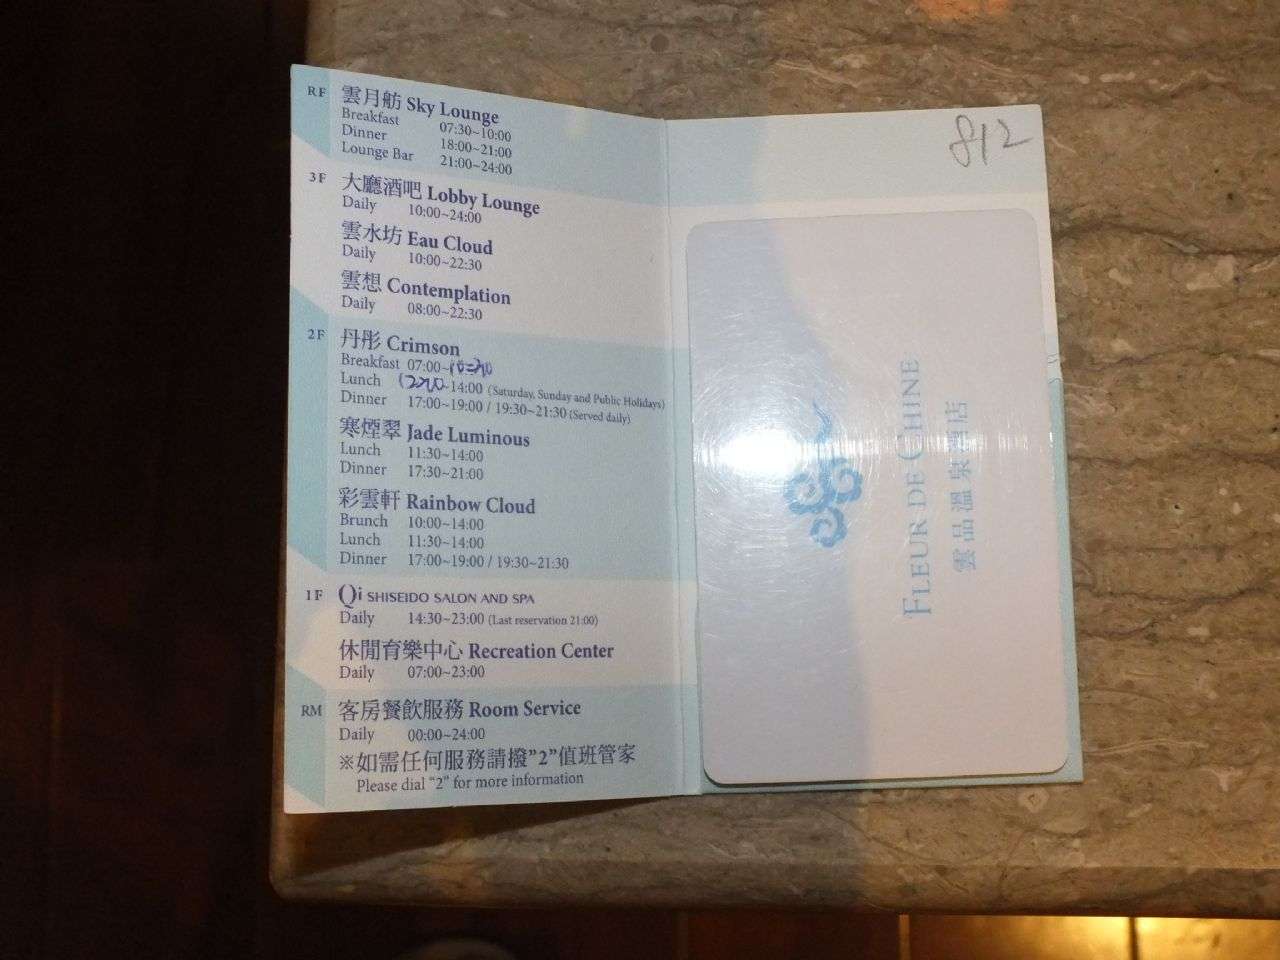 RF 雲月舫 Sky Lounge
Breakfast 07:30~10:00
Dinner 18:00~21:00
Lounge Bar 21:00~24:00
3F 大廳酒吧 Lobby Lounge
Daily 10:00~24:00
雲水坊 Eau Cloud
Daily 10:00~22:30
雲想 Contemplation
Daily 08:00~22:30
2F 丹彤 Crimson
Breakfast 07:00~10:30
Lunch 1200-14:00 (Saturday, Sunday and Public Holidays)
Dinner 17:00~19:00 / 19:30~21:30 (Served daily)
寒煙翠 Jade Luminous
Lunch 11:30~14:00
Dinner 17:30~21:00
彩雲軒 Rainbow Cloud
Brunch 10:00~14:00
Lunch 11:30~14:00
Dinner 17:00~19:00 / 19:30~21:30
1F Qi SHISEIDO SALON AND SPA
Daily 14:30~23:00 (Last reservation 21:00)
休閒育樂中心 Recreation Center
Daily 07:00~23:00
RM 客房餐飲服務 Room Service
Daily 00:00~24:00
※如需任何服務請撥"2"值班管家
Please dial "2" for more information
812
FLEUR DE CHINE
雲品溫泉酒店